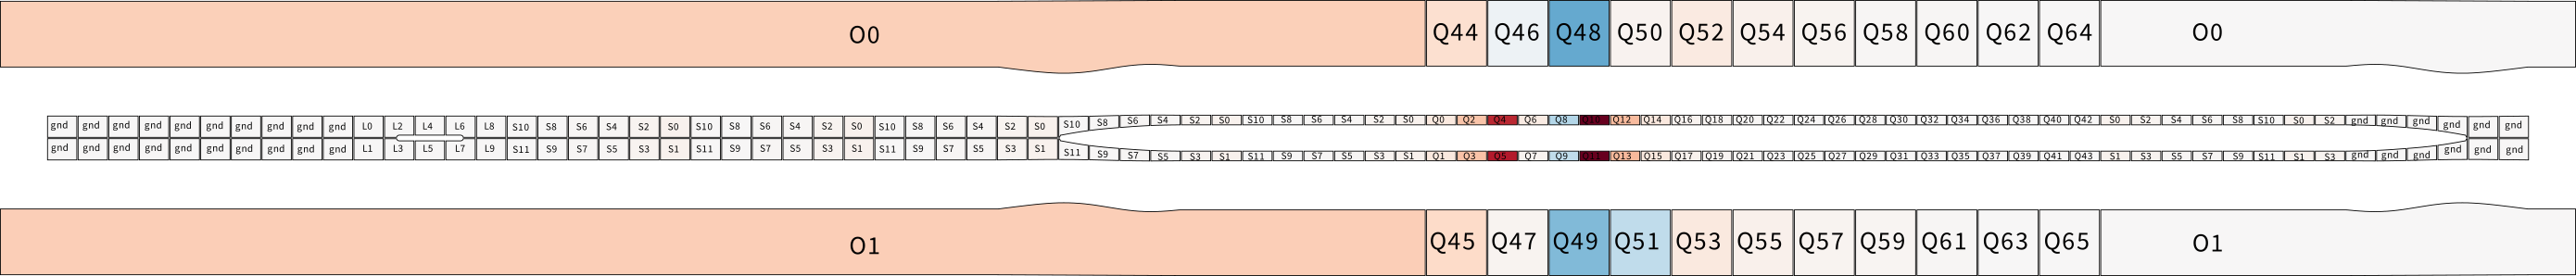 O0 Q44 Q46 Q48 Q50 Q52 Q54 Q56 Q58 Q60 Q62 Q64 O0
gnd gnd gnd gnd gnd gnd gnd gnd gnd gnd L0 L2 L4 L6 L8 S10 S8 S6 S4 S2 S0 S10 S8 S6 S4 S2 S0 S10 S8 S6 S4 S2 S0 S10 S8 S6 S4 S2 S0 S10 S8 S6 S4 S2 S0 Q0 Q2 Q4 Q6 Q8 Q10 Q12 Q14 Q16 Q18 Q20 Q22 Q24 Q26 Q28 Q30 Q32 Q34 Q36 Q38 Q40 Q42 S0 S2 S4 S6 S8 S10 S0 S2 gnd gnd gnd gnd gnd gnd
gnd gnd gnd gnd gnd gnd gnd gnd gnd gnd L1 L3 L5 L7 L9 S11 S9 S7 S5 S3 S1 S11 S9 S7 S5 S3 S1 S11 S9 S7 S5 S3 S1 S11 S9 S7 S5 S3 S1 S11 S9 S7 S5 S3 S1 Q1 Q3 Q5 Q7 Q9 Q11 Q13 Q15 Q17 Q19 Q21 Q23 Q25 Q27 Q29 Q31 Q33 Q35 Q37 Q39 Q41 Q43 S1 S3 S5 S7 S9 S11 S1 S3 gnd gnd gnd gnd gnd gnd
O1 Q45 Q47 Q49 Q51 Q53 Q55 Q57 Q59 Q61 Q63 Q65 O1